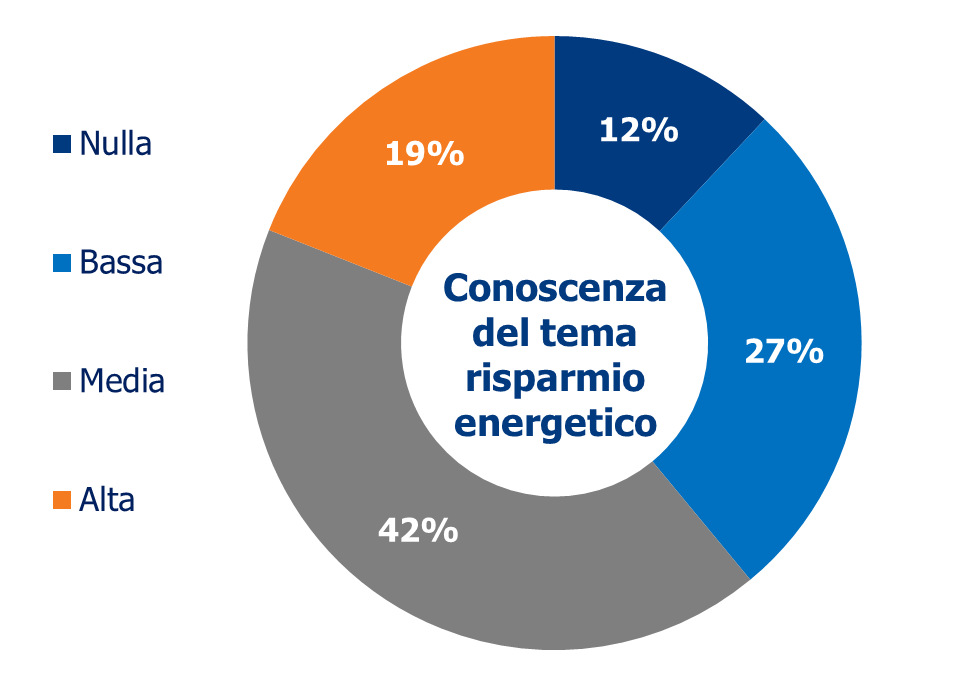 Nulla
Bassa
Media
Alta
12%
19%
27%
42%
Conoscenza
del tema
risparmio
energetico